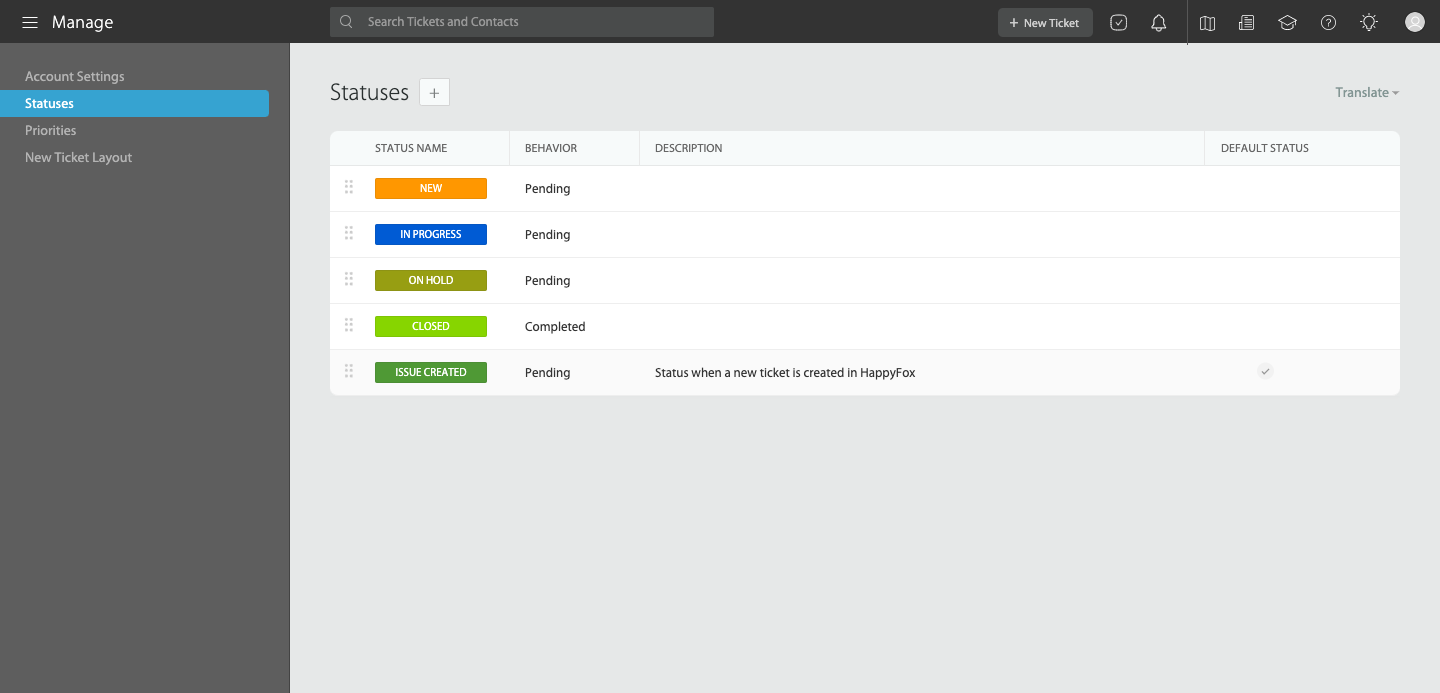 Manage
Search Tickets and Contacts
+ New Ticket
Account Settings
Statuses
Priorities
New Ticket Layout
Statuses +
Translate
STATUS NAME BEHAVIOR DESCRIPTION DEFAULT STATUS
NEW Pending
IN PROGRESS Pending
ON HOLD Pending
CLOSED Completed
ISSUE CREATED Pending Status when a new ticket is created in HappyFox